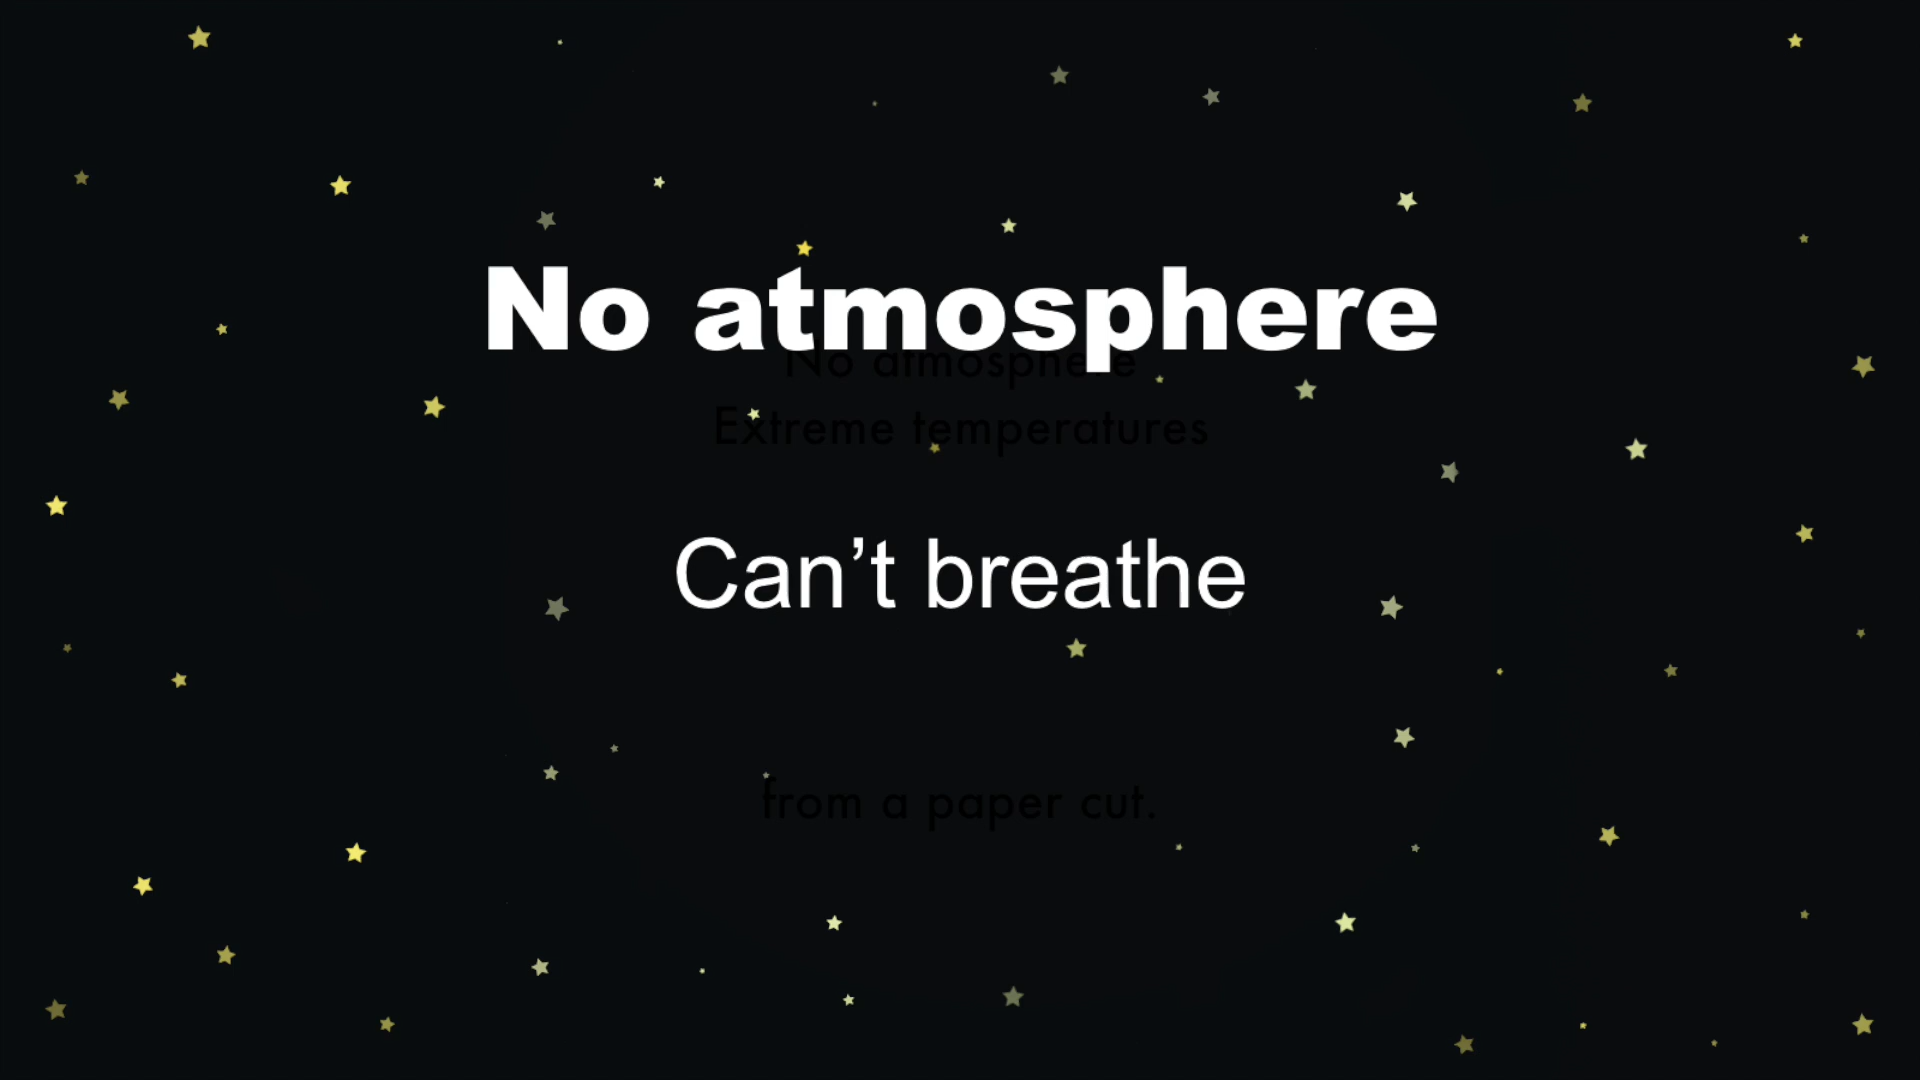 No atmosphere
No atmosphere
Extreme temperatures
Can’t breathe
from a paper cut.